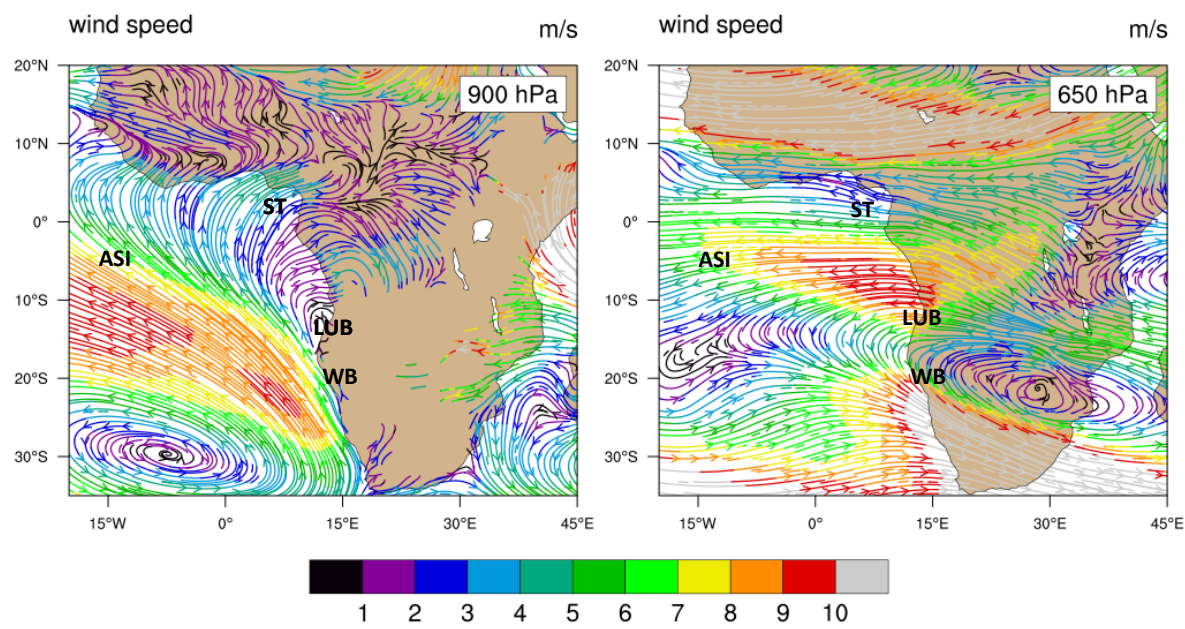 wind speed m/s
900 hPa
20°N
10°N
0°
10°S
20°S
30°S
ST
ASI
LUB
WB
15°W 0° 15°E 30°E 45°E
wind speed m/s
650 hPa
20°N
10°N
0°
10°S
20°S
30°S
ST
ASI
LUB
WB
15°W 0° 15°E 30°E 45°E
1 2 3 4 5 6 7 8 9 10